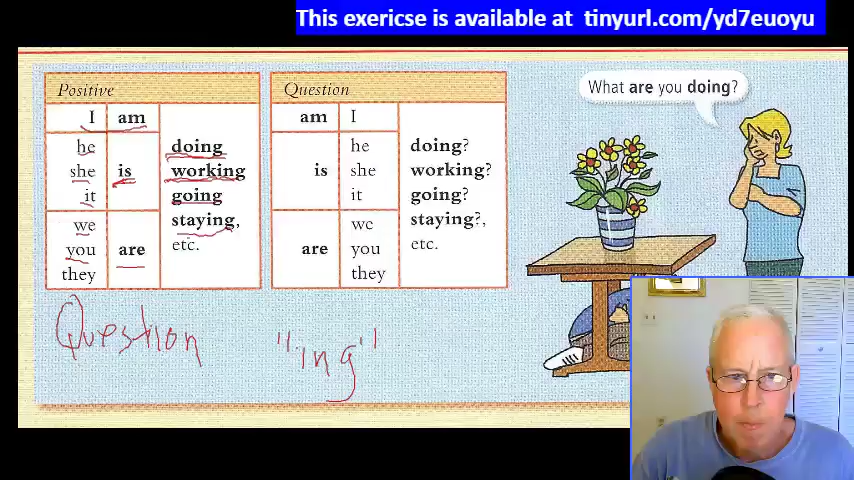 This exericse is available at tinyurl.com/yd7euoyu
Positive
I am
he
she is
it
we
you are
they
doing
working
going
staying,
etc.
Question
am I
is he
she
it
are we
you
they
doing?
working?
going?
staying?,
etc.
What are you doing?
Question "ing"